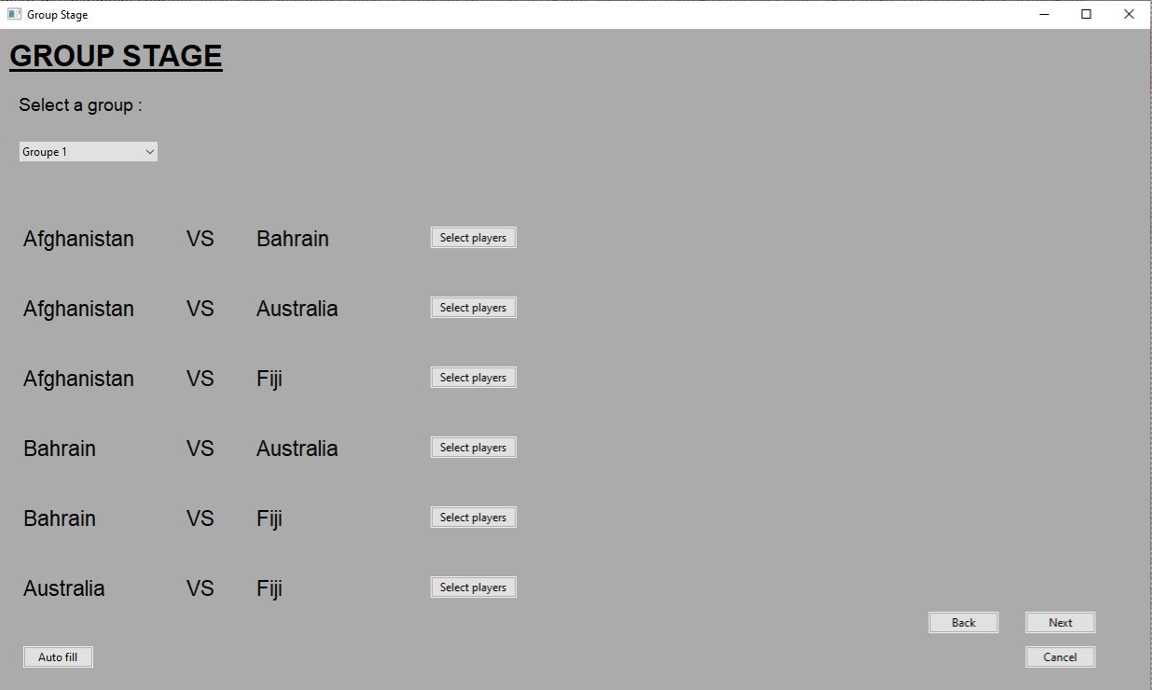 Group Stage
GROUP STAGE
Select a group :
Groupe 1
Afghanistan VS Bahrain Select players
Afghanistan VS Australia Select players
Afghanistan VS Fiji Select players
Bahrain VS Australia Select players
Bahrain VS Fiji Select players
Australia VS Fiji Select players
Back Next
Auto fill Cancel